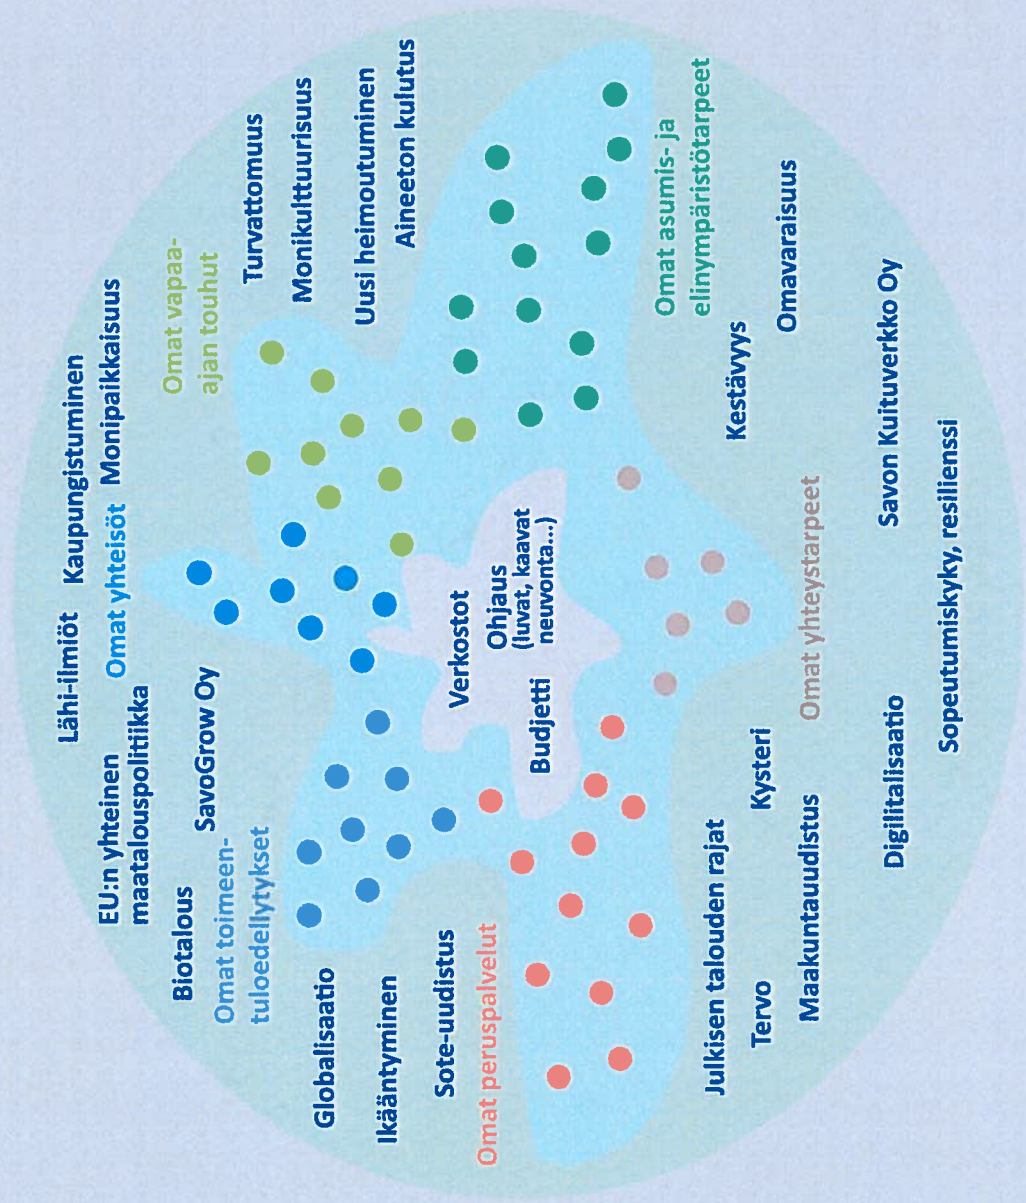 Lähi-ilmiöt
Kaupungistuminen
EU:n yhteinen
maatalouspolitiikka
Omat yhteisöt
Monipaikkaisuus
Biotalous
SavoGrow Oy
Omat vapaa-
ajan touhut
Omat toimeen-
tuloedellytykset
Turvattomuus
Monikulttuurisuus
Globalisaatio
Uusi heimoutuminen
Ikääntyminen
Aineeton kulutus
Sote-uudistus
Verkostot
Omat peruspalvelut
Ohjaus
(luvat, kaavat
neuvonta...)
Budjetti
Omat asumis- ja
elinympäristötarpeet
Julkisen talouden rajat
Kestävyys
Tervo
Kysteri
Omavaraisuus
Maakuntauudistus
Omat yhteystarpeet
Digilitalisaatio
Savon Kuituverkko Oy
Sopeutumiskyky, resilienssi